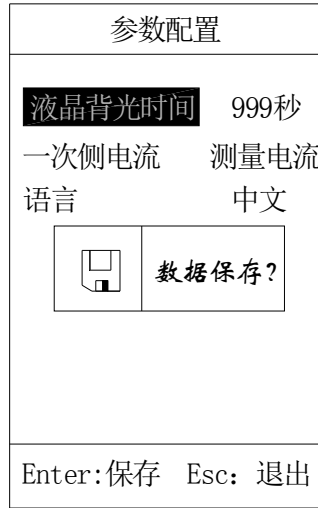 参数配置
液晶背光时间 999秒
一次侧电流 测量电流
语言 中文
数据保存?
Enter:保存 Esc: 退出